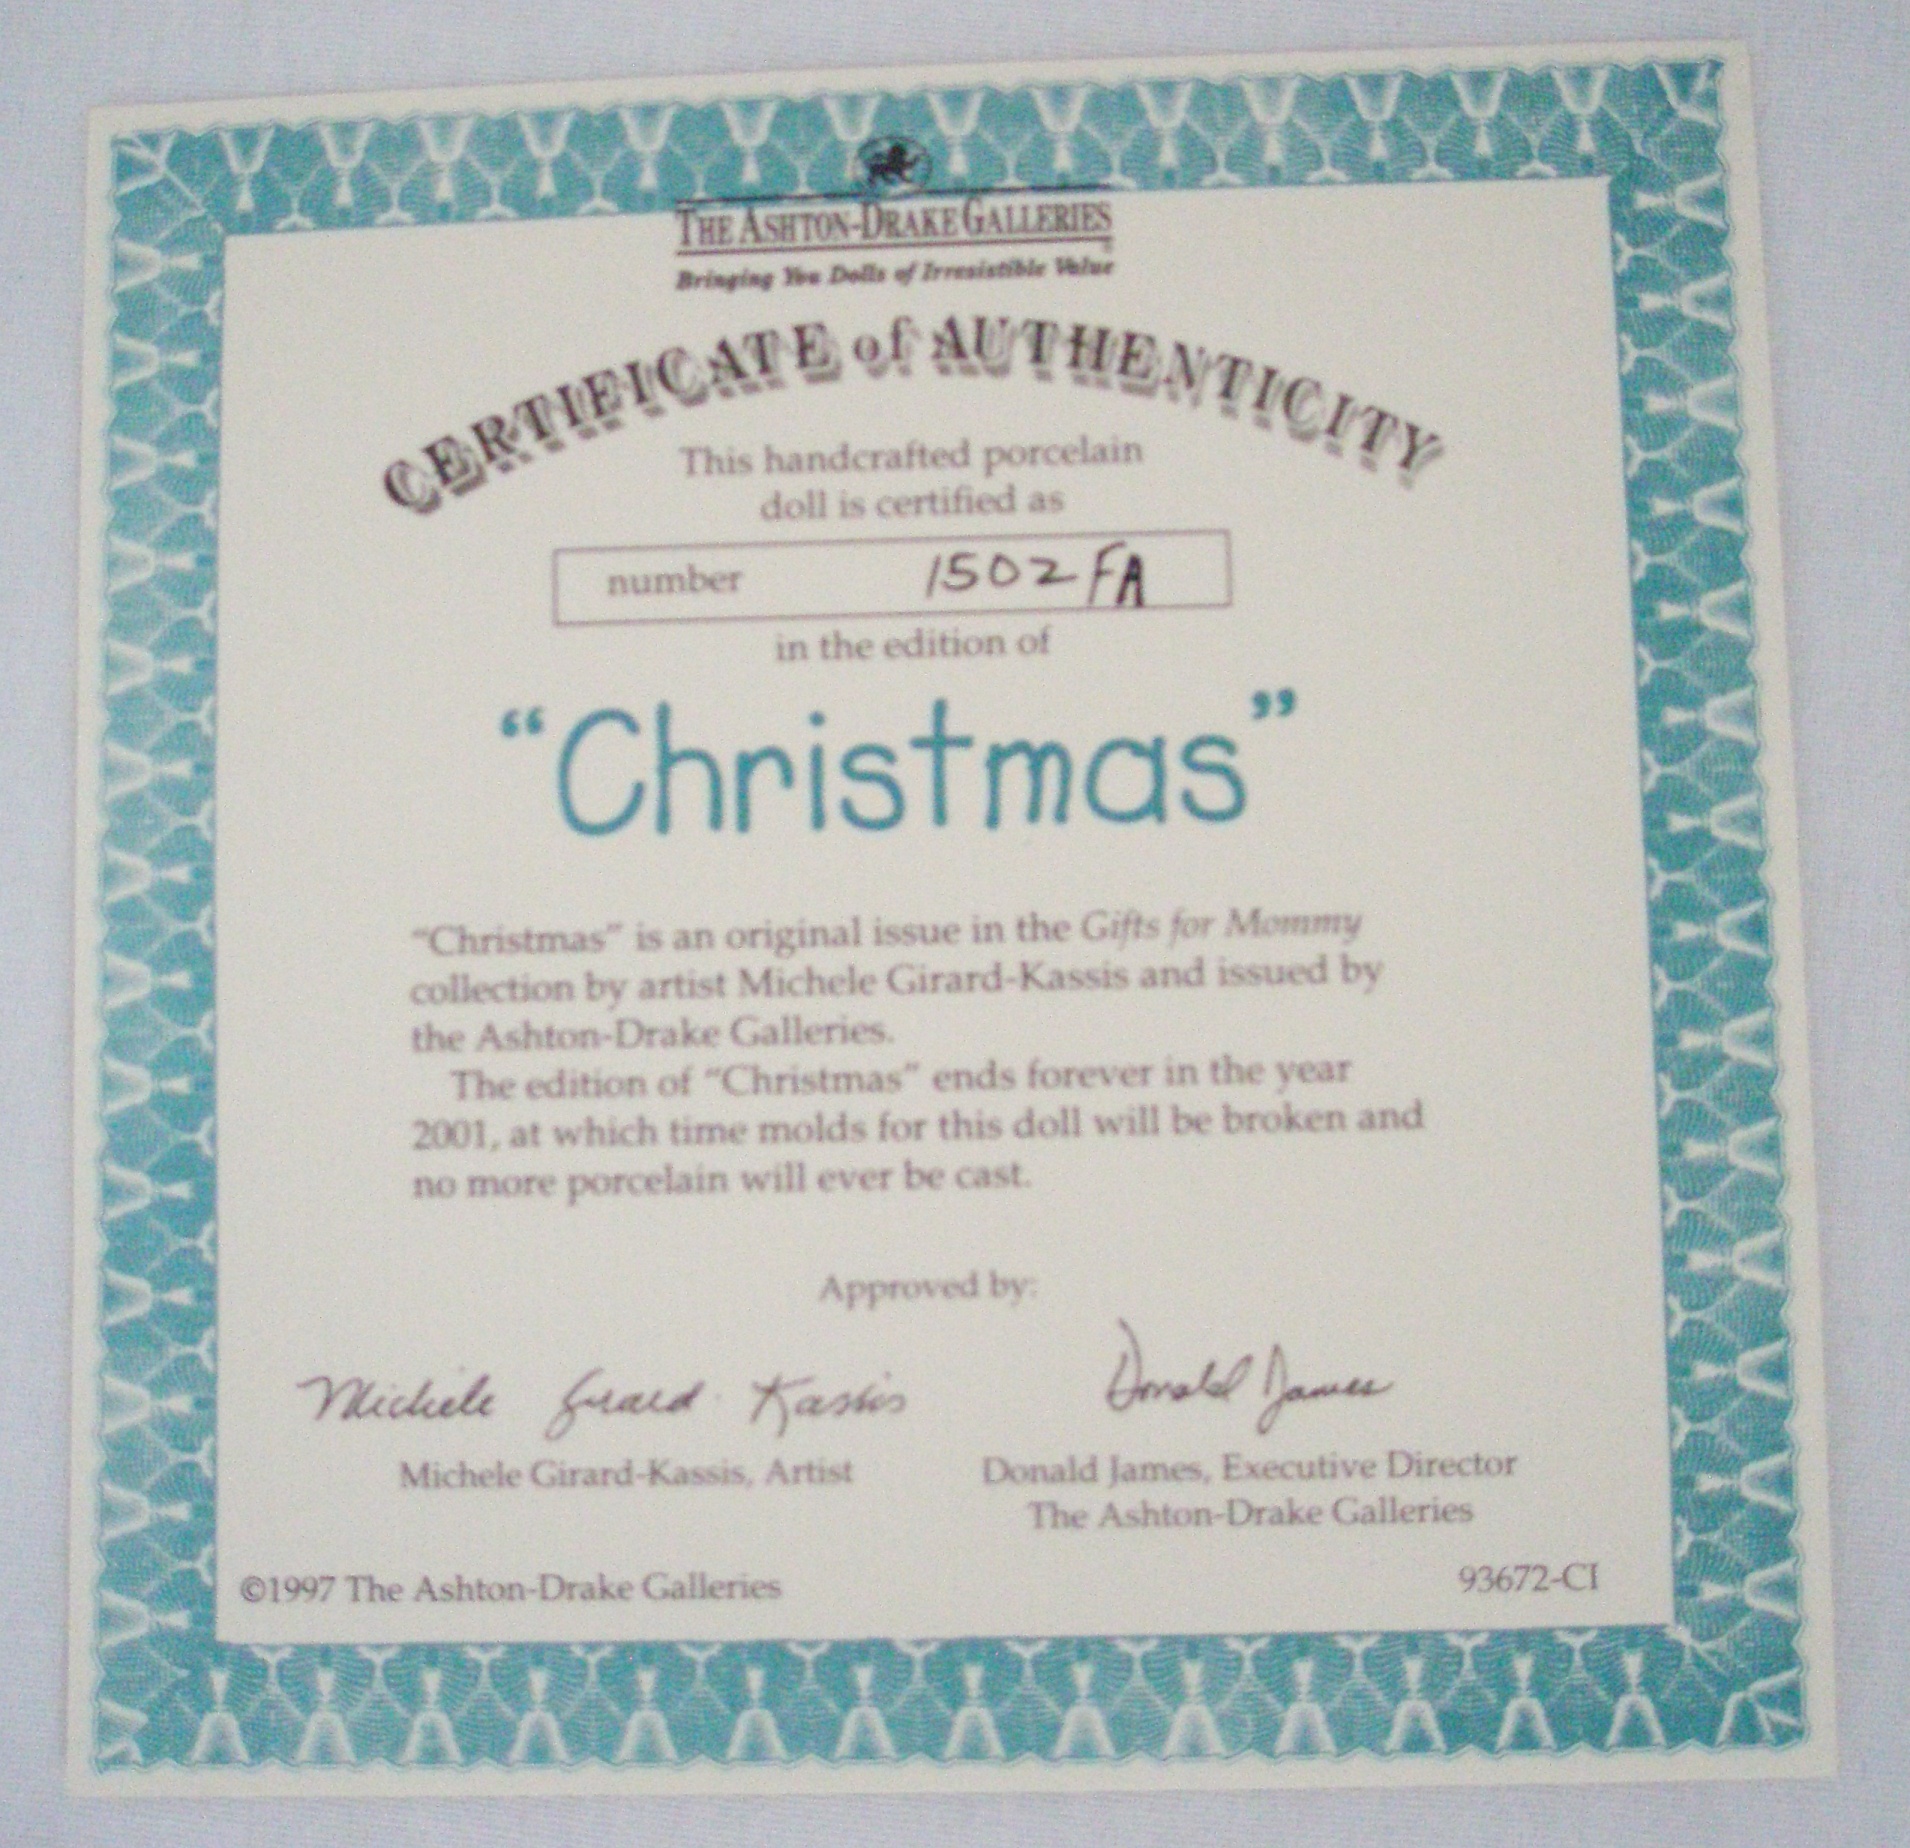 THE ASHTON-DRAKE GALLERIES
Bringing You Dolls of Irresistible Value
CERTIFICATE of AUTHENTICITY
This handcrafted porcelain
doll is certified as
number 1502 FA
in the edition of
“Christmas”
“Christmas” is an original issue in the Gifts for Mommy
collection by artist Michele Girard-Kassis and issued by
the Ashton-Drake Galleries.
The edition of “Christmas” ends forever in the year
2001, at which time molds for this doll will be broken and
no more porcelain will ever be cast.
Approved by:
Michele Girard-Kassis Donald James
Michele Girard-Kassis, Artist Donald James, Executive Director
The Ashton-Drake Galleries
©1997 The Ashton-Drake Galleries 93672-CI